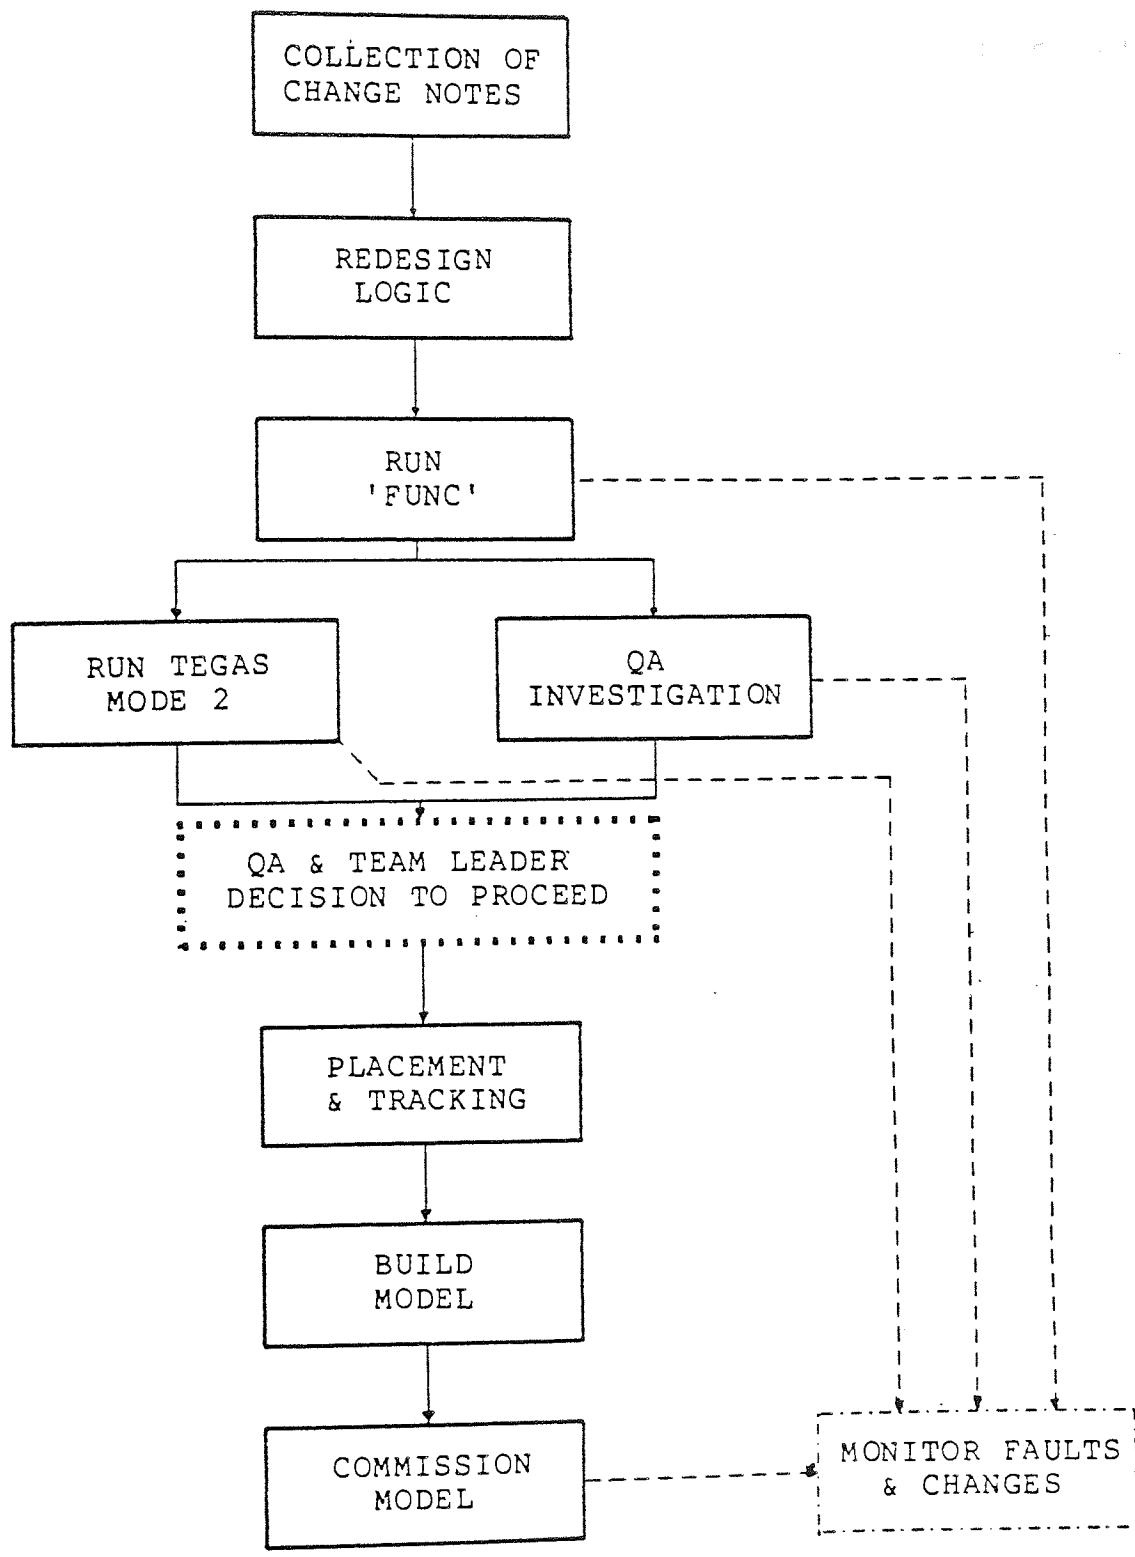 COLLECTION OF
CHANGE NOTES
REDESIGN
LOGIC
RUN
'FUNC'
RUN TEGAS
MODE 2
QA
INVESTIGATION
QA & TEAM LEADER
DECISION TO PROCEED
PLACEMENT
& TRACKING
BUILD
MODEL
COMMISSION
MODEL
MONITOR FAULTS
& CHANGES